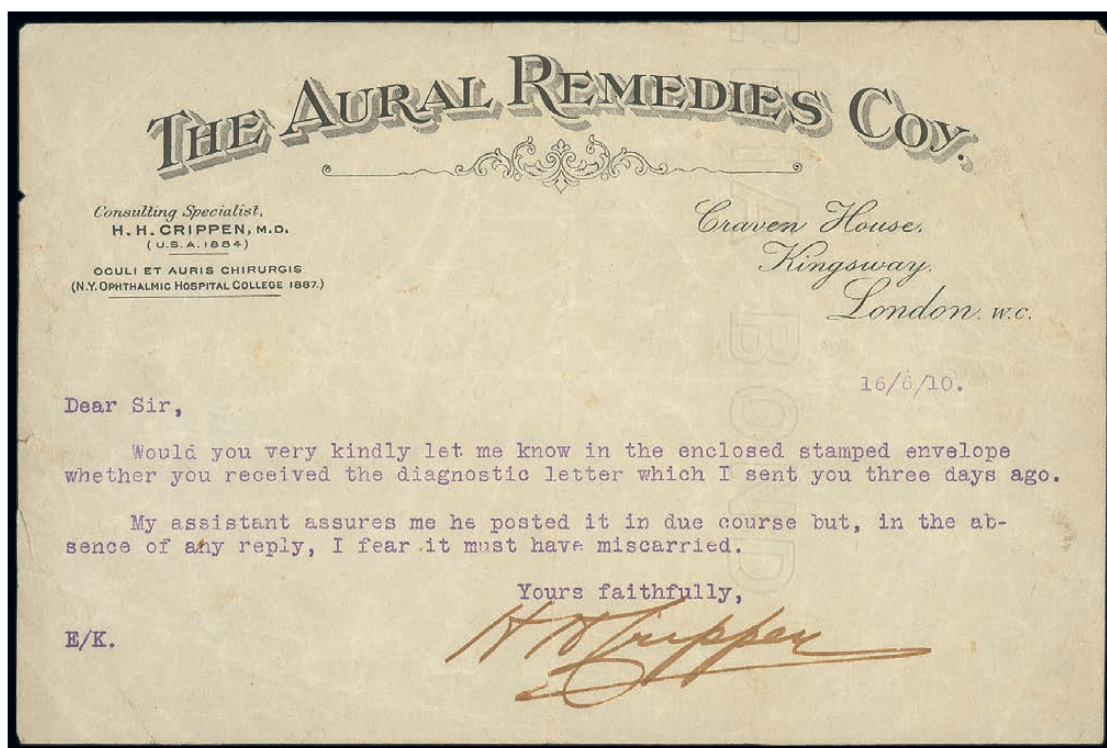 THE AURAL REMEDIES COY.
Consulting Specialist,
H. H. CRIPPEN, M.D.
(U.S.A. 1884)
OCULI ET AURIS CHIRURGIS
(N.Y. OPHTHALMIC HOSPITAL COLLEGE 1887.)
Craven House,
Kingsway,
London. W.C.
16/6/10.
Dear Sir,
Would you very kindly let me know in the enclosed stamped envelope
whether you received the diagnostic letter which I sent you three days ago.
My assistant assures me he posted it in due course but, in the ab-
sence of any reply, I fear it must have miscarried.
Yours faithfully,
H H Crippen
E/K.
BOND